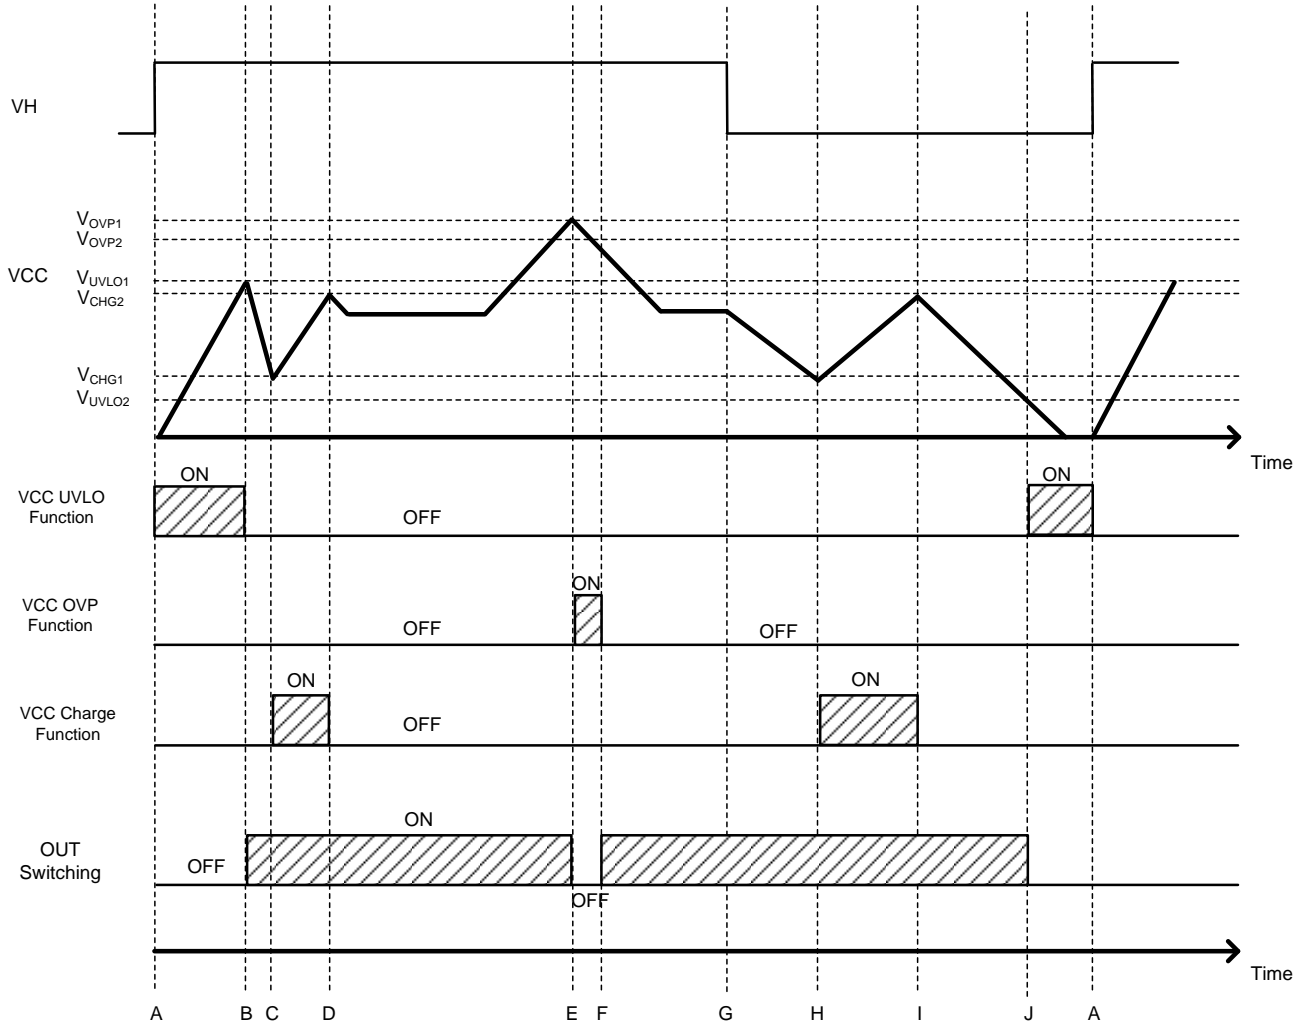 VH
VOVP1
VOVP2
VCC
VUVLO1
VCHG2
VCHG1
VUVLO2
Time
ON
ON
VCC UVLO
Function
OFF
ON
VCC OVP
Function
OFF
OFF
ON
ON
VCC Charge
Function
OFF
ON
OUT
Switching
OFF
OFF
Time
A B C D E F G H I J A